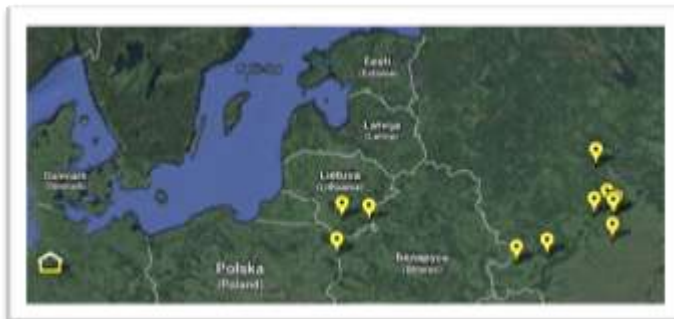 Eesti
(Estonia)
Latvija
(Latvia)
Lietuva
(Lithuania)
Danmark
(Denmark)
Polska
(Poland)
Беларусь
(Belarus)